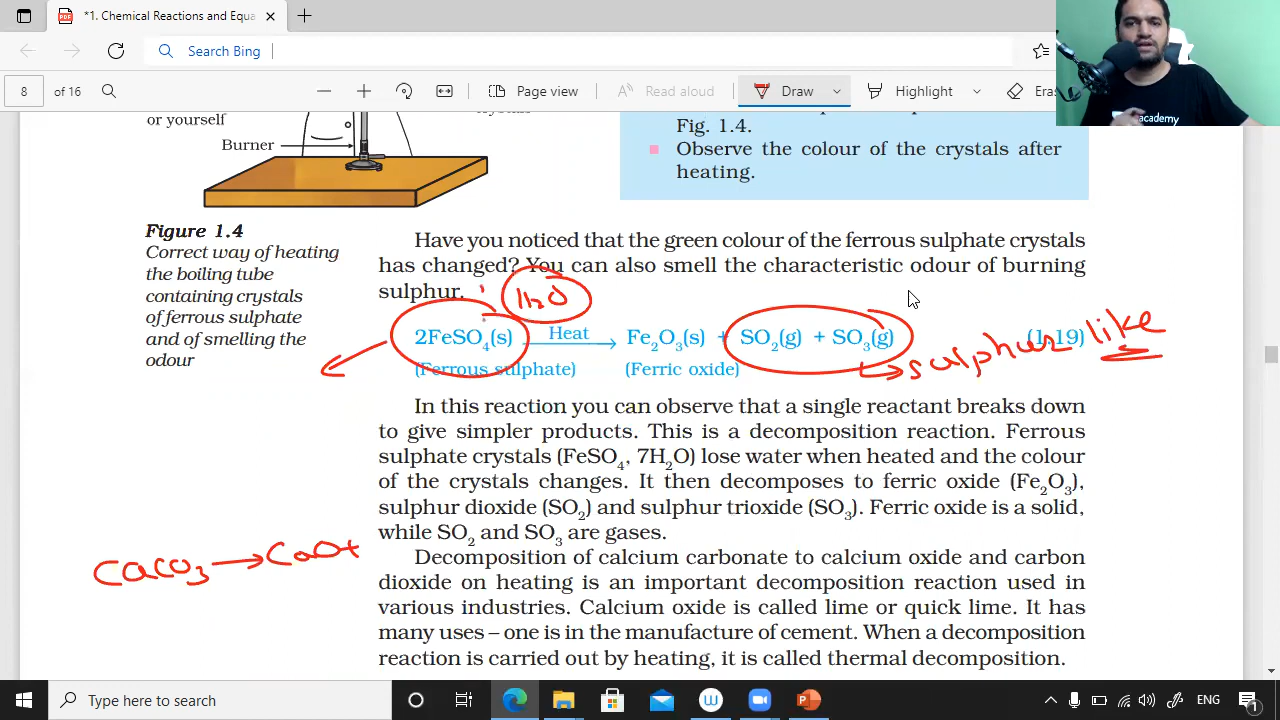 *1. Chemical Reactions and Equa
Search Bing
8 of 16
Page view
Read aloud
Draw
Highlight
Eras
academy
or yourself
Burner
Fig. 1.4.
Observe the colour of the crystals after
heating.
Figure 1.4
Correct way of heating
the boiling tube
containing crystals
of ferrous sulphate
and of smelling the
odour
Have you noticed that the green colour of the ferrous sulphate crystals
has changed? You can also smell the characteristic odour of burning
sulphur.
H₂O
2FeSO₄(s) Heat → Fe₂O₃(s) + SO₂(g) + SO₃(g) (1.19)
(Ferrous sulphate) (Ferric oxide)
sulphur like
In this reaction you can observe that a single reactant breaks down
to give simpler products. This is a decomposition reaction. Ferrous
sulphate crystals (FeSO₄, 7H₂O) lose water when heated and the colour
of the crystals changes. It then decomposes to ferric oxide (Fe₂O₃),
sulphur dioxide (SO₂) and sulphur trioxide (SO₃). Ferric oxide is a solid,
while SO₂ and SO₃ are gases.
CaCO₃ → CaO+
Decomposition of calcium carbonate to calcium oxide and carbon
dioxide on heating is an important decomposition reaction used in
various industries. Calcium oxide is called lime or quick lime. It has
many uses – one is in the manufacture of cement. When a decomposition
reaction is carried out by heating, it is called thermal decomposition.
Type here to search
ENG
1